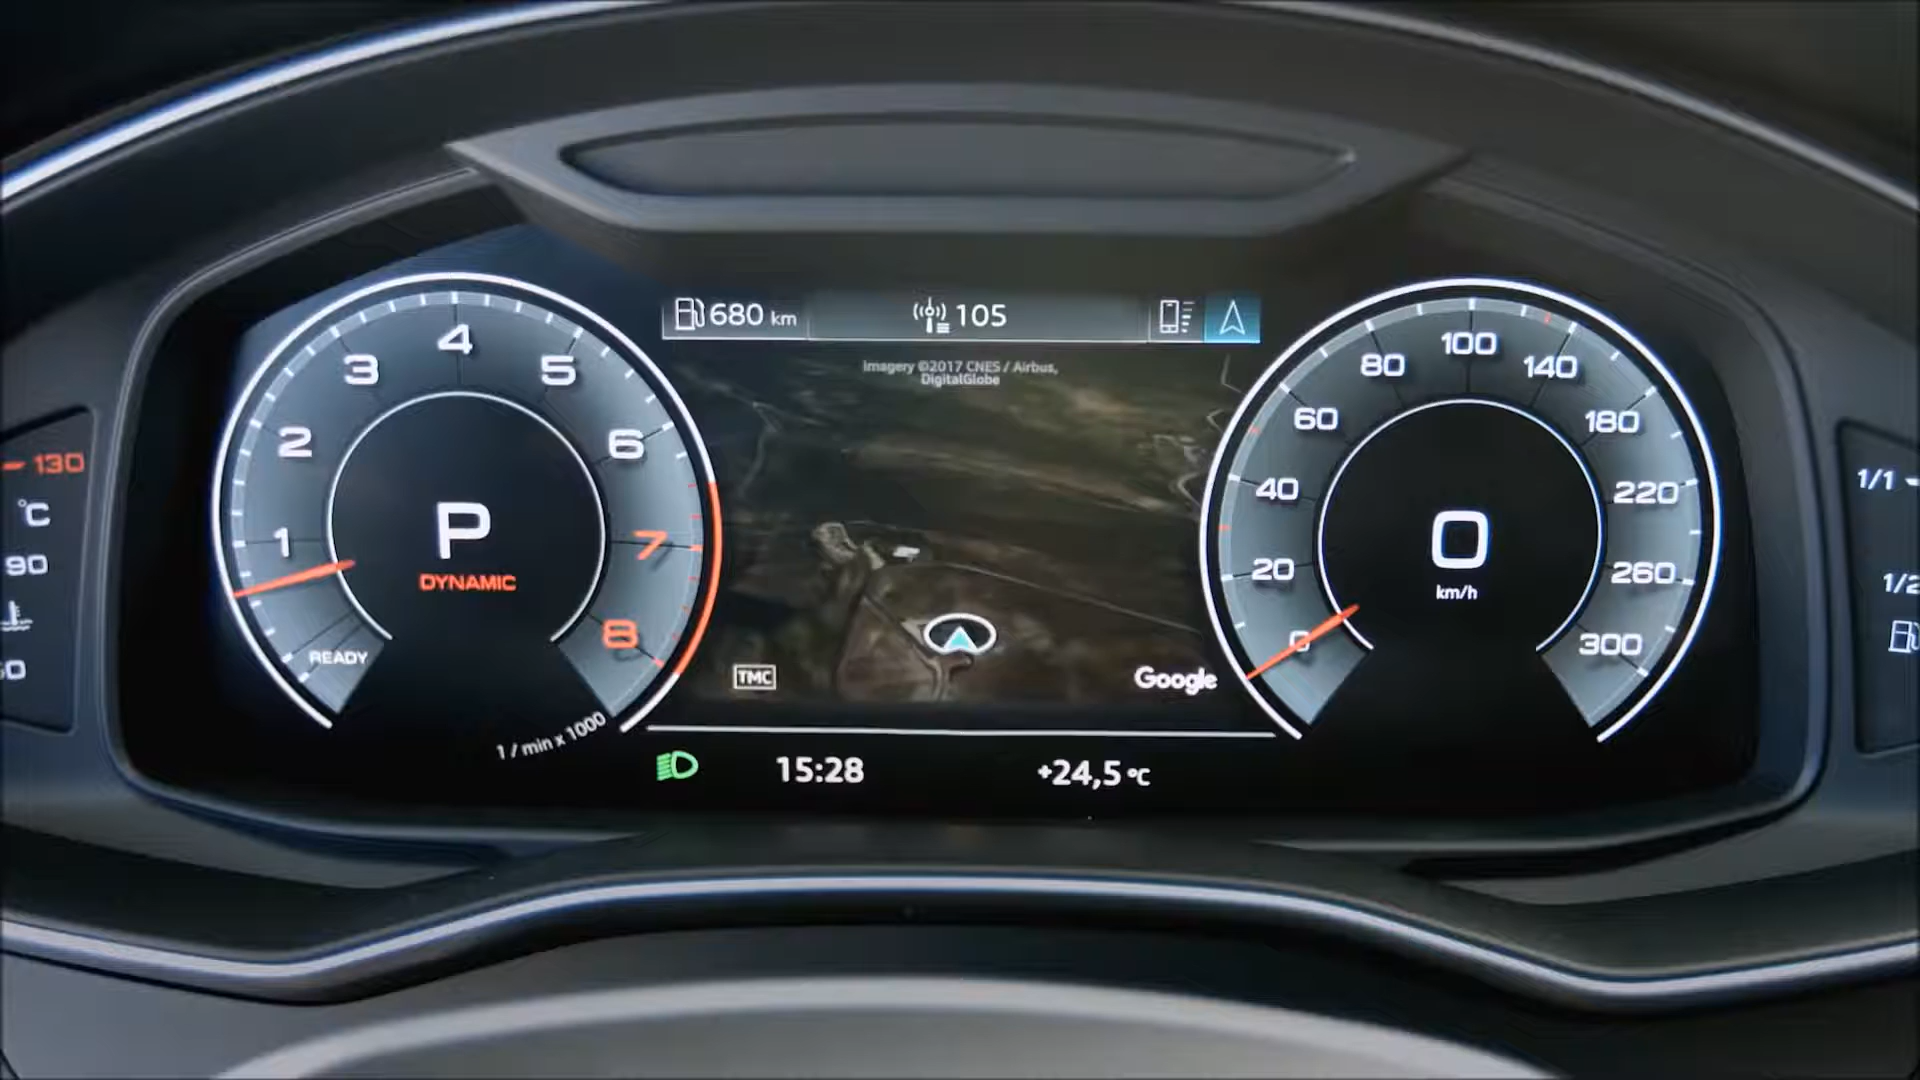 680 km
105
Imagery ©2017 CNES / Airbus,
DigitalGlobe
130
°C
90
1
2
3
4
5
6
7
8
READY
P
DYNAMIC
1 / min x 1000
TMC
Google
0
20
40
60
80
100
140
180
220
260
300
0
km/h
1/1
1/2
15:28
+24,5 °C